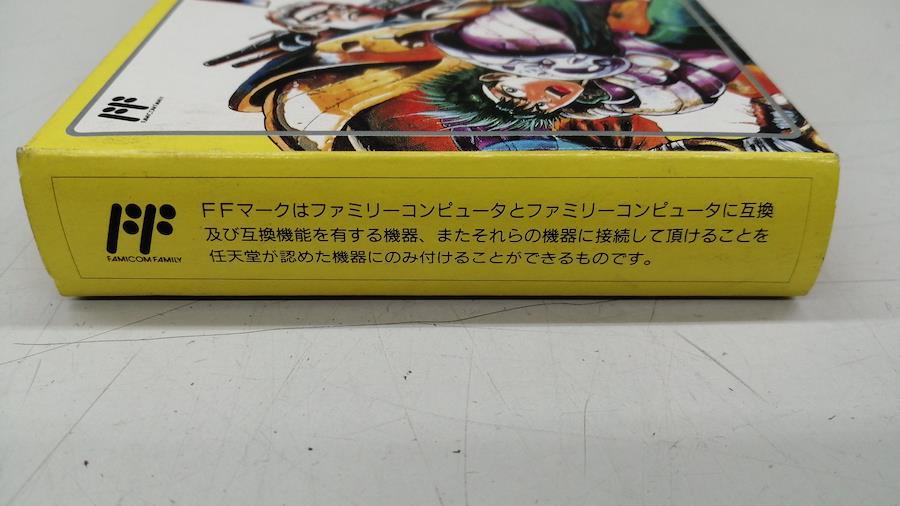 FAMICOM FAMILY
FFマークはファミリーコンピュータとファミリーコンピュータに互換
及び互換機能を有する機器、またそれらの機器に接続して頂けることを
任天堂が認めた機器にのみ付けることができるものです。
FAMICOM FAMILY